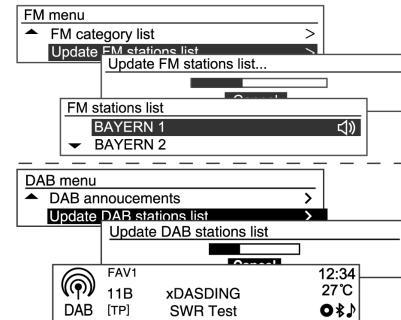 FM menu
FM category list >
Update FM stations list >
Update FM stations list...
Cancel
FM stations list
BAYERN 1
BAYERN 2
DAB menu
DAB annoucements >
Update DAB stations list >
Update DAB stations list
Cancel
FAV1 12:34
11B xDASDING 27°C
DAB [TP] SWR Test